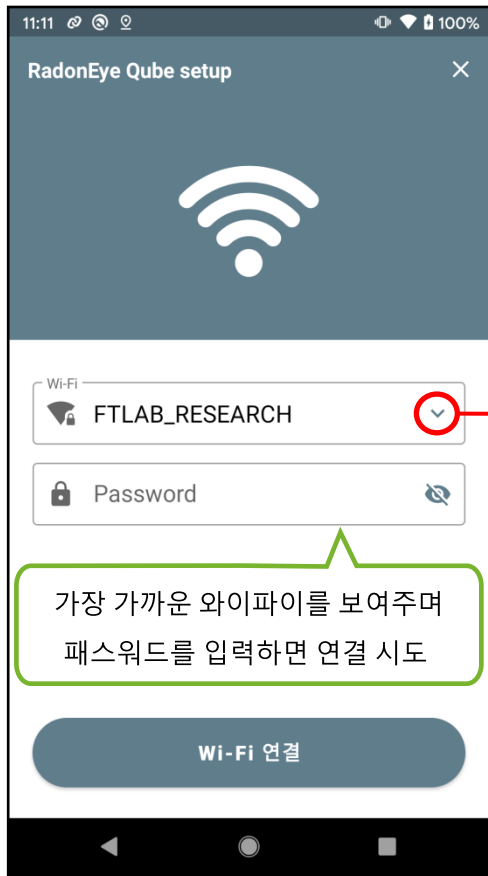 11:11 100%
RadonEye Qube setup
Wi-Fi
FTLAB_RESEARCH
Password
가장 가까운 와이파이를 보여주며
패스워드를 입력하면 연결 시도
Wi-Fi 연결